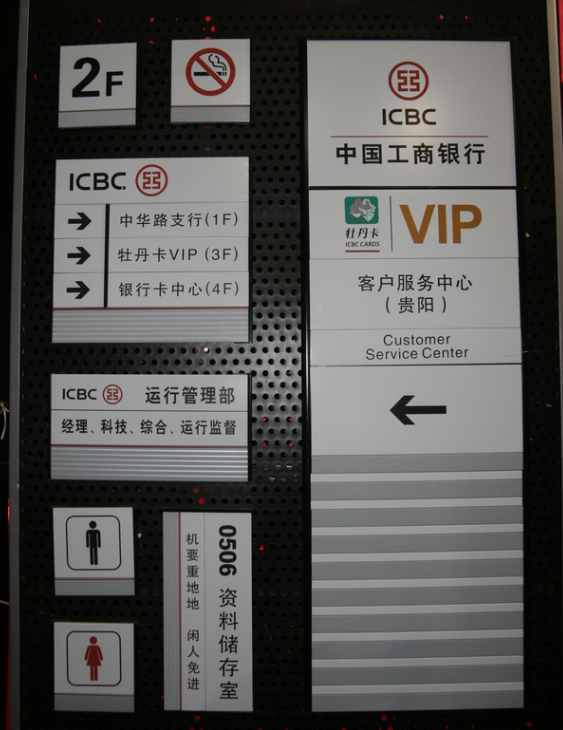 2F
ICBC
中华路支行(1F)
牡丹卡VIP (3F)
银行卡中心(4F)
ICBC 运行管理部
经理、科技、综合、运行监督
0506 资料储存室
机要重地地 闲人免进
ICBC
中国工商银行
牡丹卡
ICBC CARDS
VIP
客户服务中心
(贵阳)
Customer
Service Center